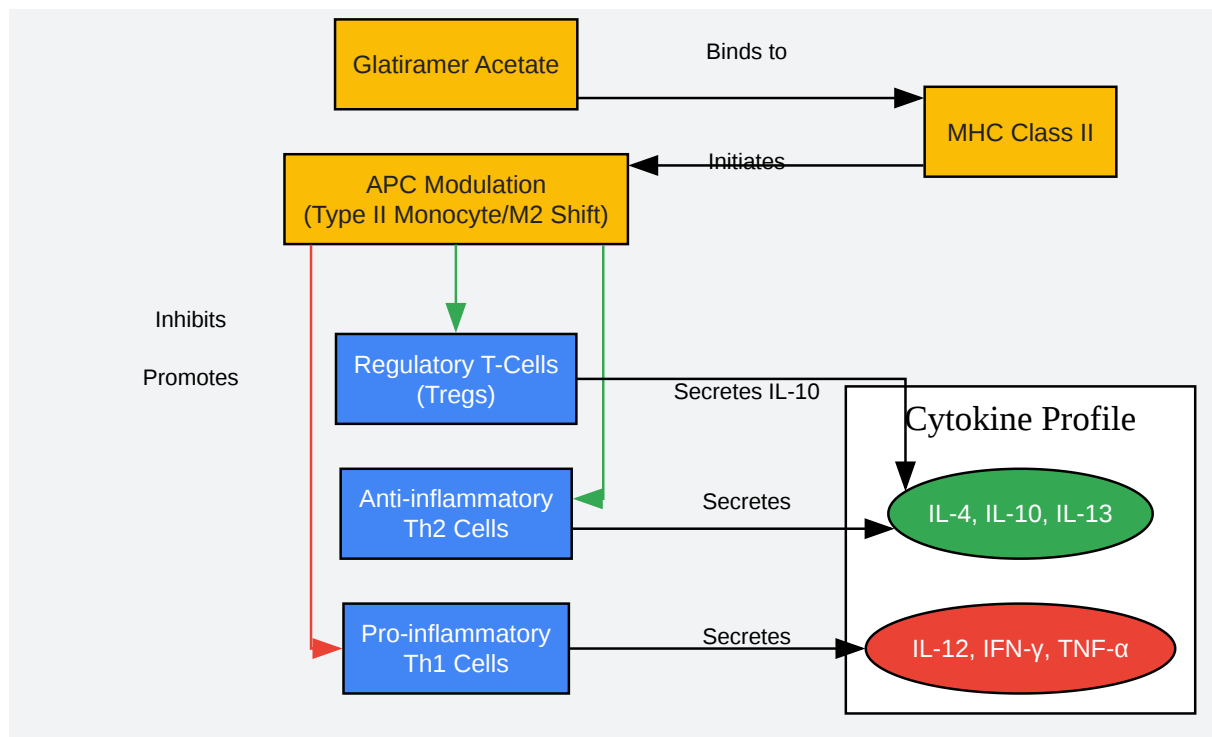 Glatiramer Acetate
Binds to
MHC Class II
Initiates
APC Modulation
(Type II Monocyte/M2 Shift)
Inhibits
Promotes
Regulatory T-Cells
(Tregs)
Secretes IL-10
Cytokine Profile
Anti-inflammatory
Th2 Cells
Secretes
IL-4, IL-10, IL-13
Pro-inflammatory
Th1 Cells
Secretes
IL-12, IFN-γ, TNF-α